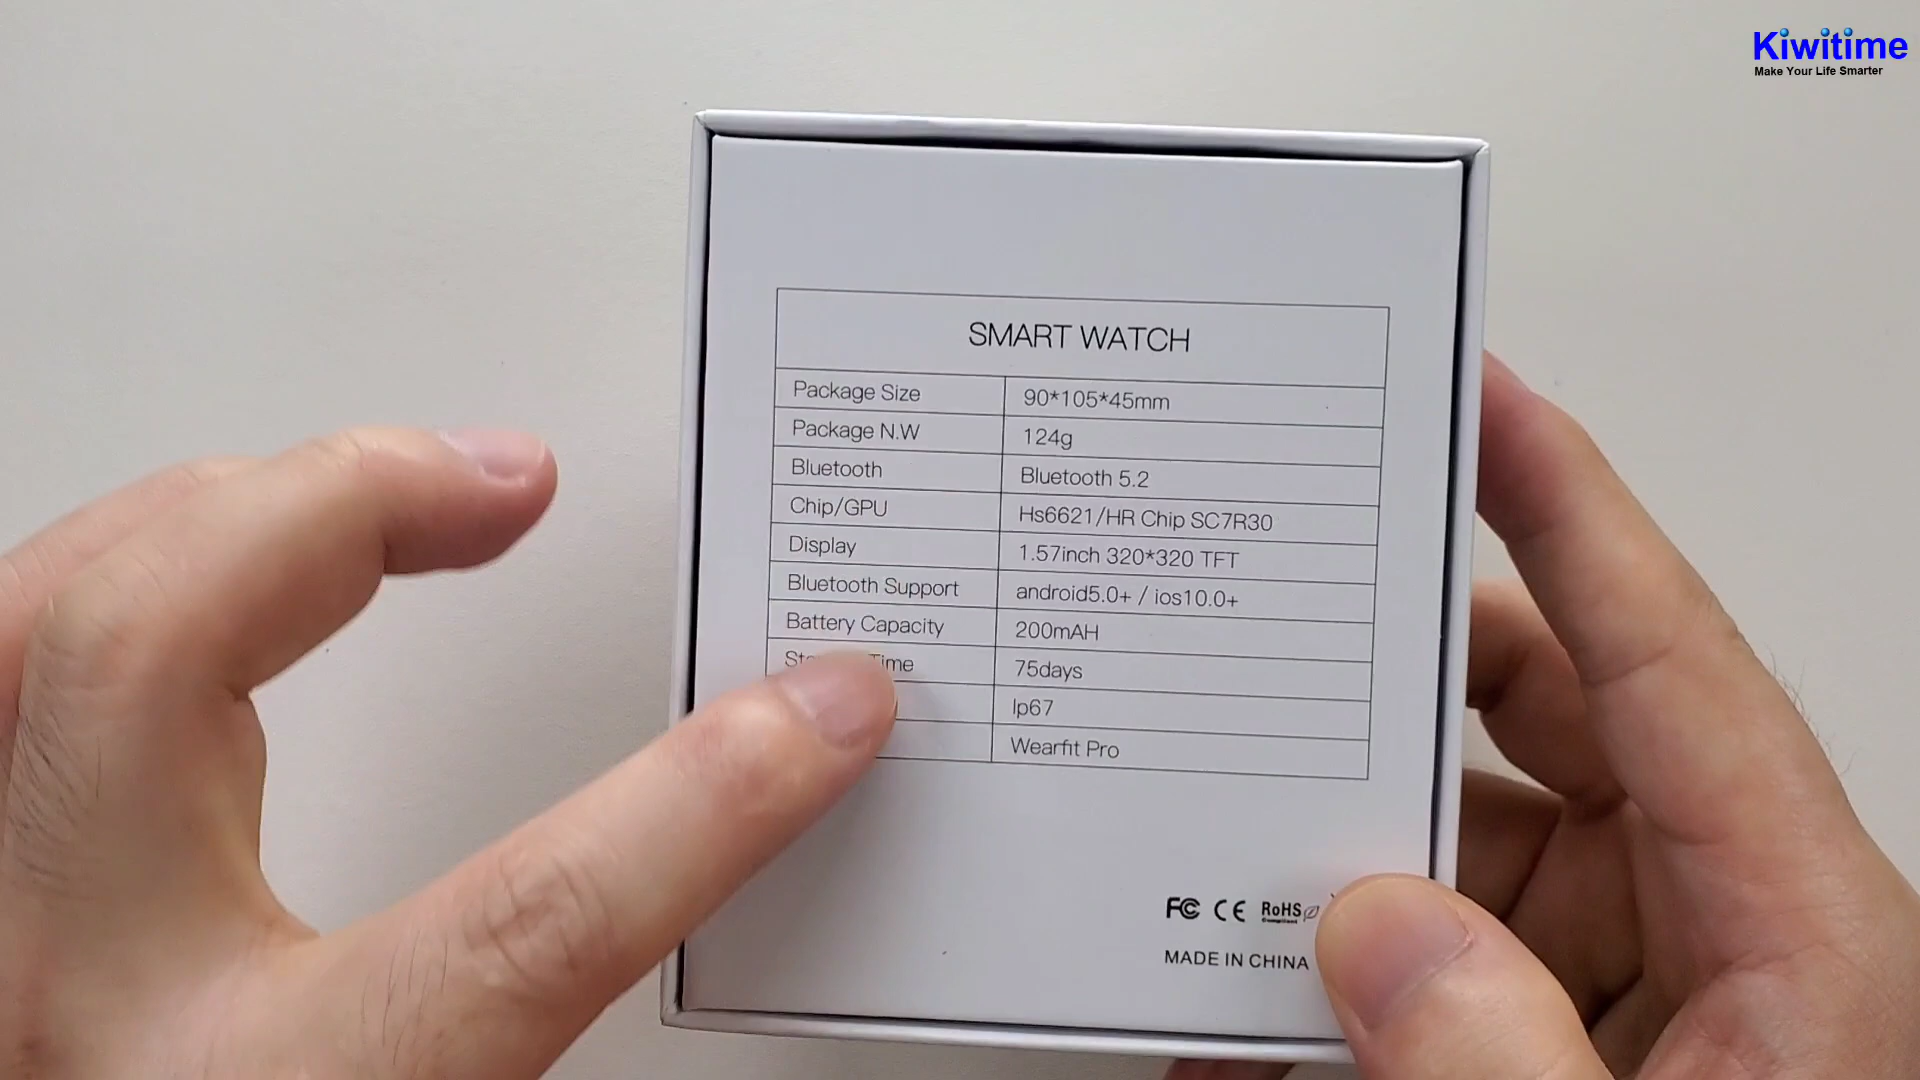 Kiwitime
Make Your Life Smarter
SMART WATCH
Package Size 90*105*45mm
Package N.W 124g
Bluetooth Bluetooth 5.2
Chip/GPU Hs6621/HR Chip SC7R30
Display 1.57inch 320*320 TFT
Bluetooth Support android5.0+ / ios10.0+
Battery Capacity 200mAH
Time 75days
Ip67
Wearfit Pro
FC CE RoHS
MADE IN CHINA